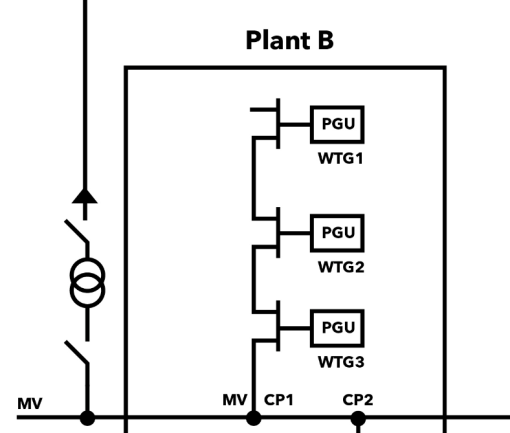 Plant B
PGU
WTG1
PGU
WTG2
PGU
WTG3
MV
MV CP1
CP2